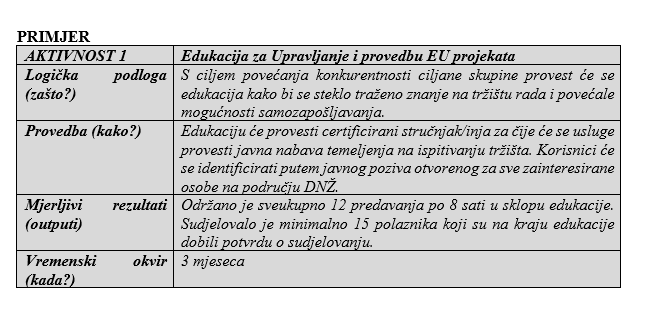 PRIMJER
AKTIVNOST 1
Edukacija za Upravljanje i provedbu EU projekata
Logička podloga
(zašto?)
S ciljem povećanja konkurentnosti ciljane skupine provest će se
edukacija kako bi se steklo traženo znanje na tržištu rada i povećale
mogućnosti samozapošljavanja.
Provedba (kako?)
Edukaciju će provesti certificirani stručnjak/inja za čije će se usluge
provesti javna nabava temeljena na ispitivanju tržišta. Korisnici će
se identificirati putem javnog poziva otvorenog za sve zainteresirane
osobe na području DNŽ.
Mjerljivi rezultati
(outputi)
Održano je sveukupno 12 predavanja po 8 sati u sklopu edukacije.
Sudjelovalo je minimalno 15 polaznika koji su na kraju edukacije
dobili potvrdu o sudjelovanju.
Vremenski okvir
(kada?)
3 mjeseca